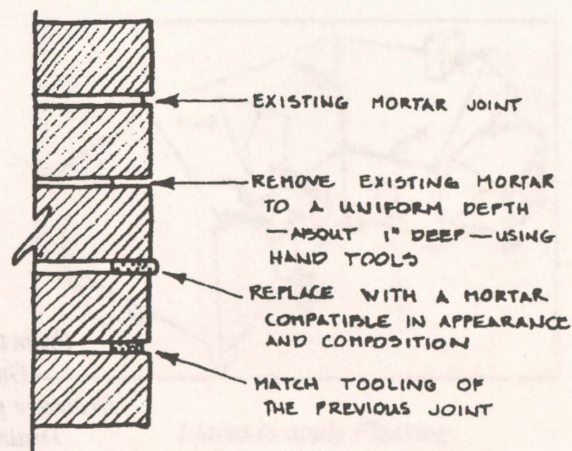 EXISTING MORTAR JOINT
REMOVE EXISTING MORTAR
TO A UNIFORM DEPTH
—ABOUT 1" DEEP—USING
HAND TOOLS
REPLACE WITH A MORTAR
COMPATIBLE IN APPEARANCE
AND COMPOSITION
MATCH TOOLING OF
THE PREVIOUS JOINT